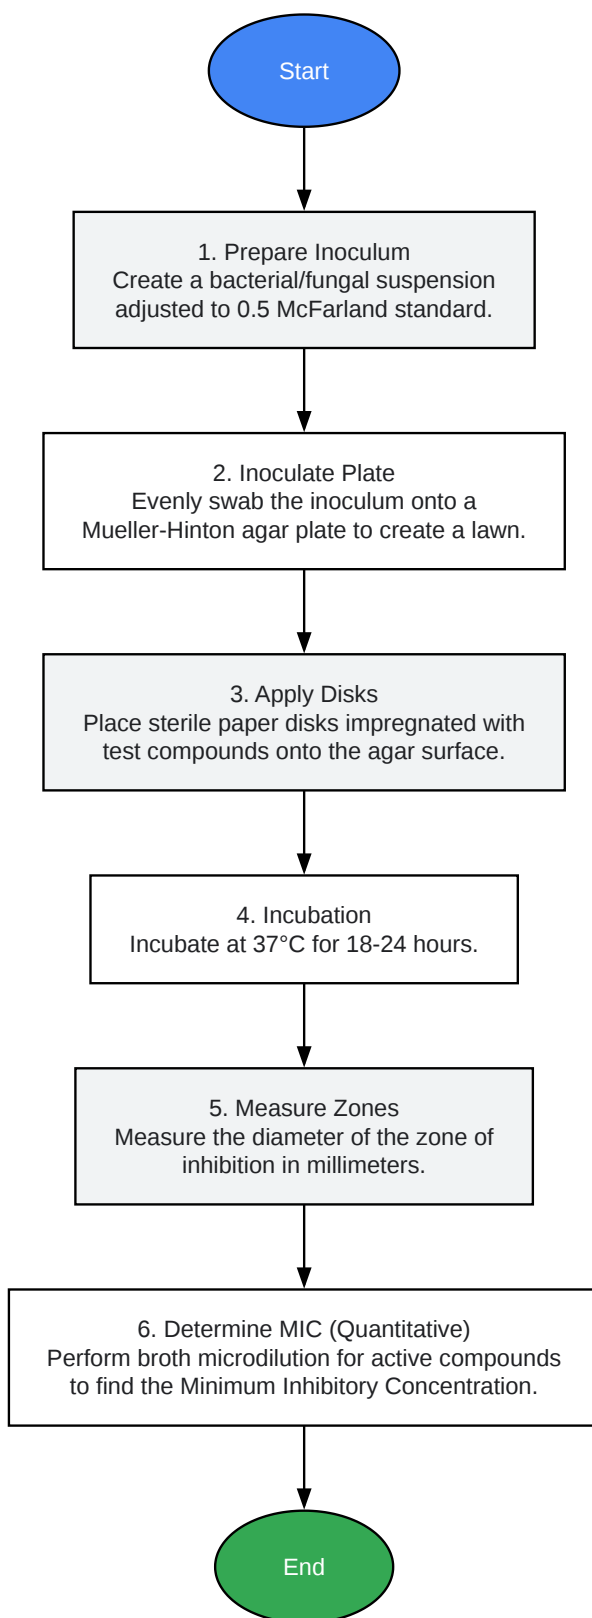 Start
1. Prepare Inoculum
Create a bacterial/fungal suspension
adjusted to 0.5 McFarland standard.
2. Inoculate Plate
Evenly swab the inoculum onto a
Mueller-Hinton agar plate to create a lawn.
3. Apply Disks
Place sterile paper disks impregnated with
test compounds onto the agar surface.
4. Incubation
Incubate at 37°C for 18-24 hours.
5. Measure Zones
Measure the diameter of the zone of
inhibition in millimeters.
6. Determine MIC (Quantitative)
Perform broth microdilution for active compounds
to find the Minimum Inhibitory Concentration.
End